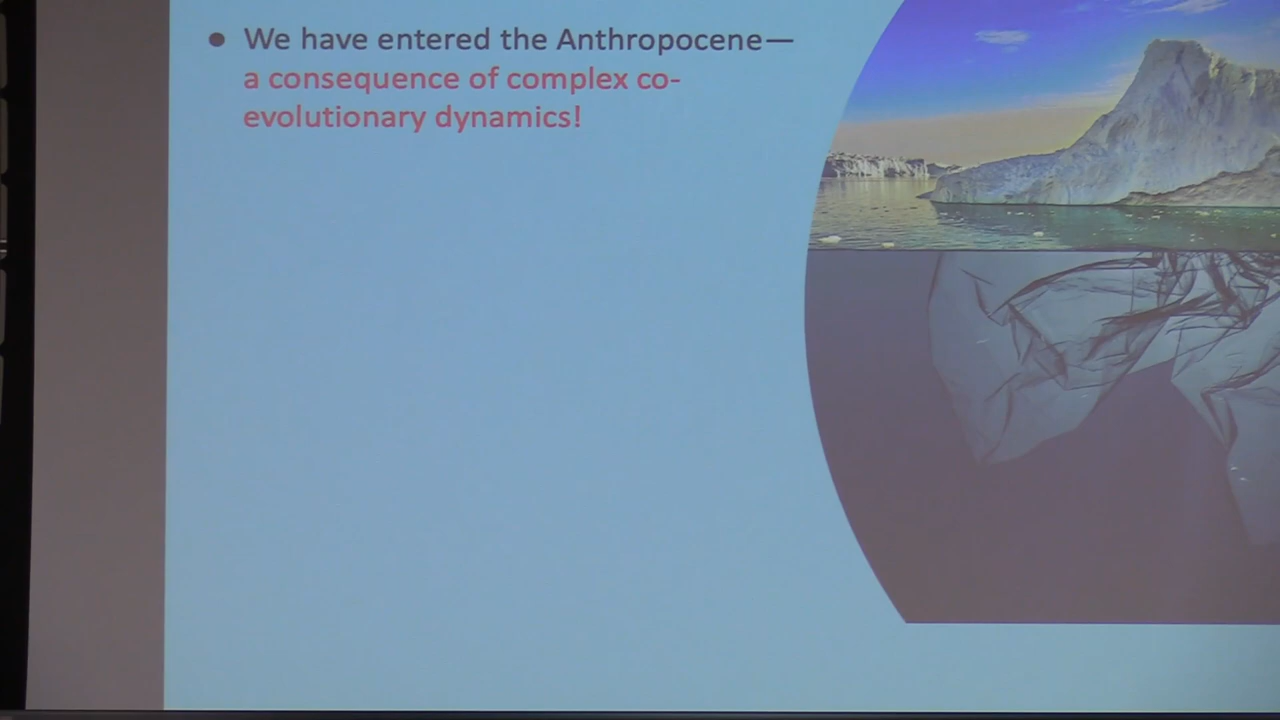 • We have entered the Anthropocene—
a consequence of complex co-
evolutionary dynamics!